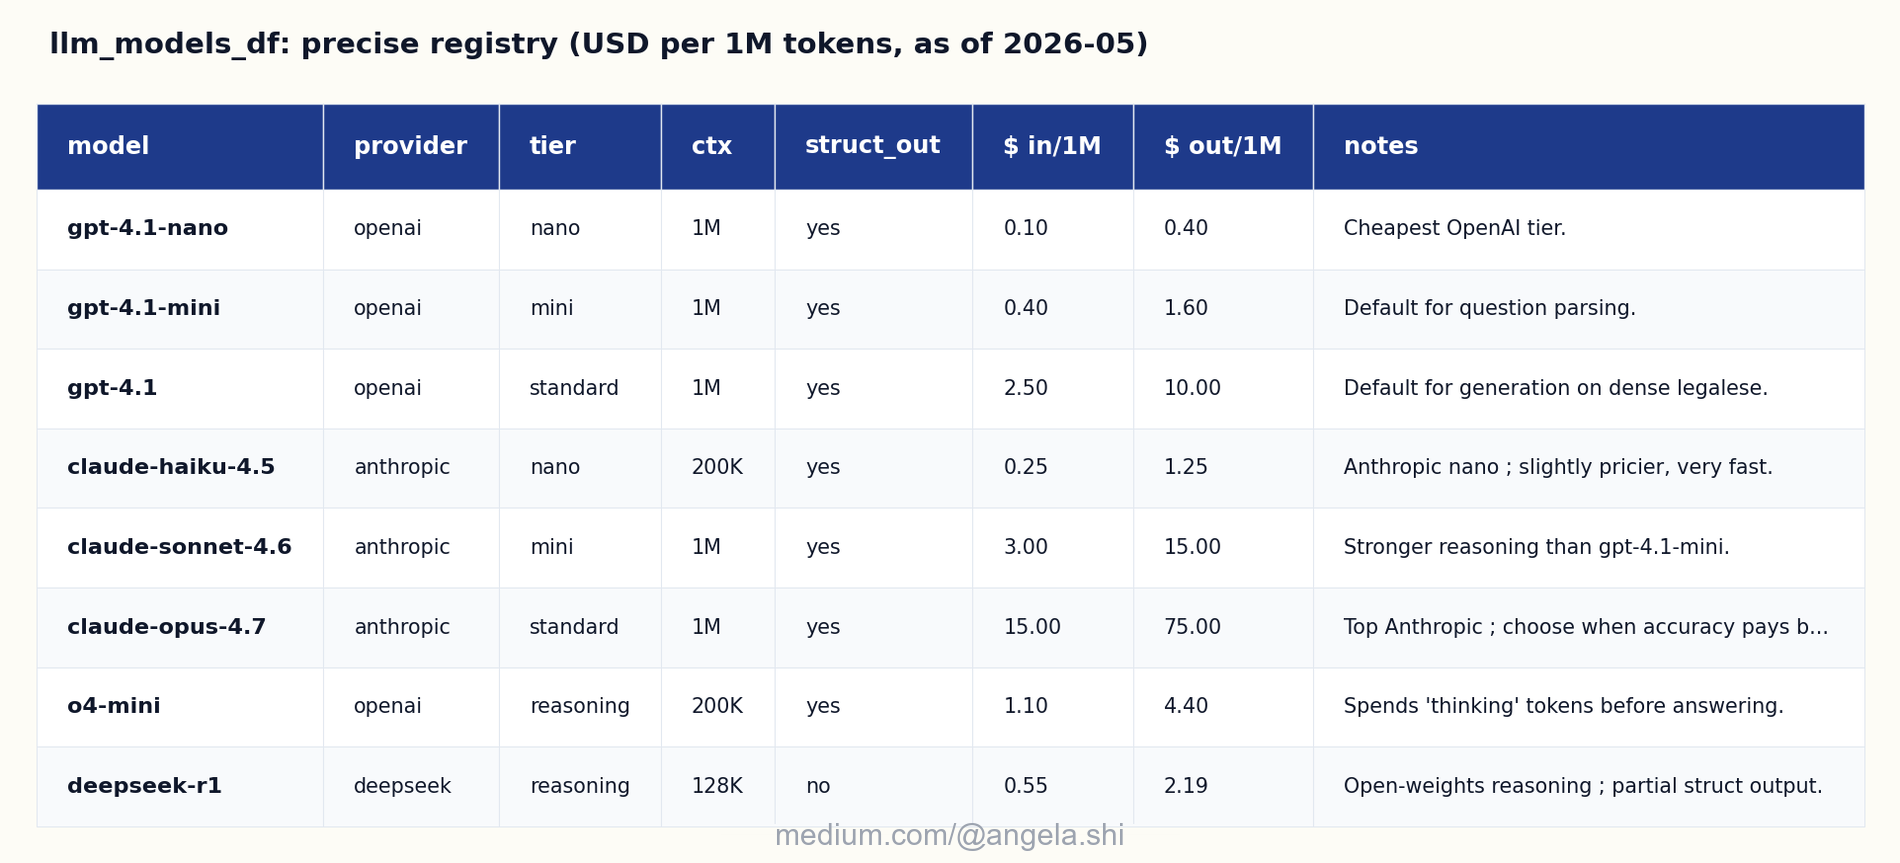 llm_models_df: precise registry (USD per 1M tokens, as of 2026-05)
model provider tier ctx struct_out $ in/1M $ out/1M notes
gpt-4.1-nano openai nano 1M yes 0.10 0.40 Cheapest OpenAI tier.
gpt-4.1-mini openai mini 1M yes 0.40 1.60 Default for question parsing.
gpt-4.1 openai standard 1M yes 2.50 10.00 Default for generation on dense legalese.
claude-haiku-4.5 anthropic nano 200K yes 0.25 1.25 Anthropic nano ; slightly pricier, very fast.
claude-sonnet-4.6 anthropic mini 1M yes 3.00 15.00 Stronger reasoning than gpt-4.1-mini.
claude-opus-4.7 anthropic standard 1M yes 15.00 75.00 Top Anthropic ; choose when accuracy pays b...
o4-mini openai reasoning 200K yes 1.10 4.40 Spends 'thinking' tokens before answering.
deepseek-r1 deepseek reasoning 128K no 0.55 2.19 Open-weights reasoning ; partial struct output.
medium.com/@angela.shi